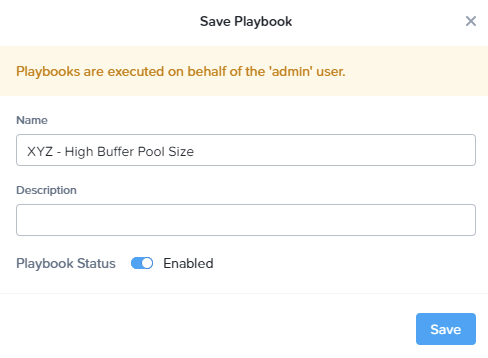 Save Playbook
Playbooks are executed on behalf of the 'admin' user.
Name
XYZ - High Buffer Pool Size
Description
Playbook Status Enabled
Save